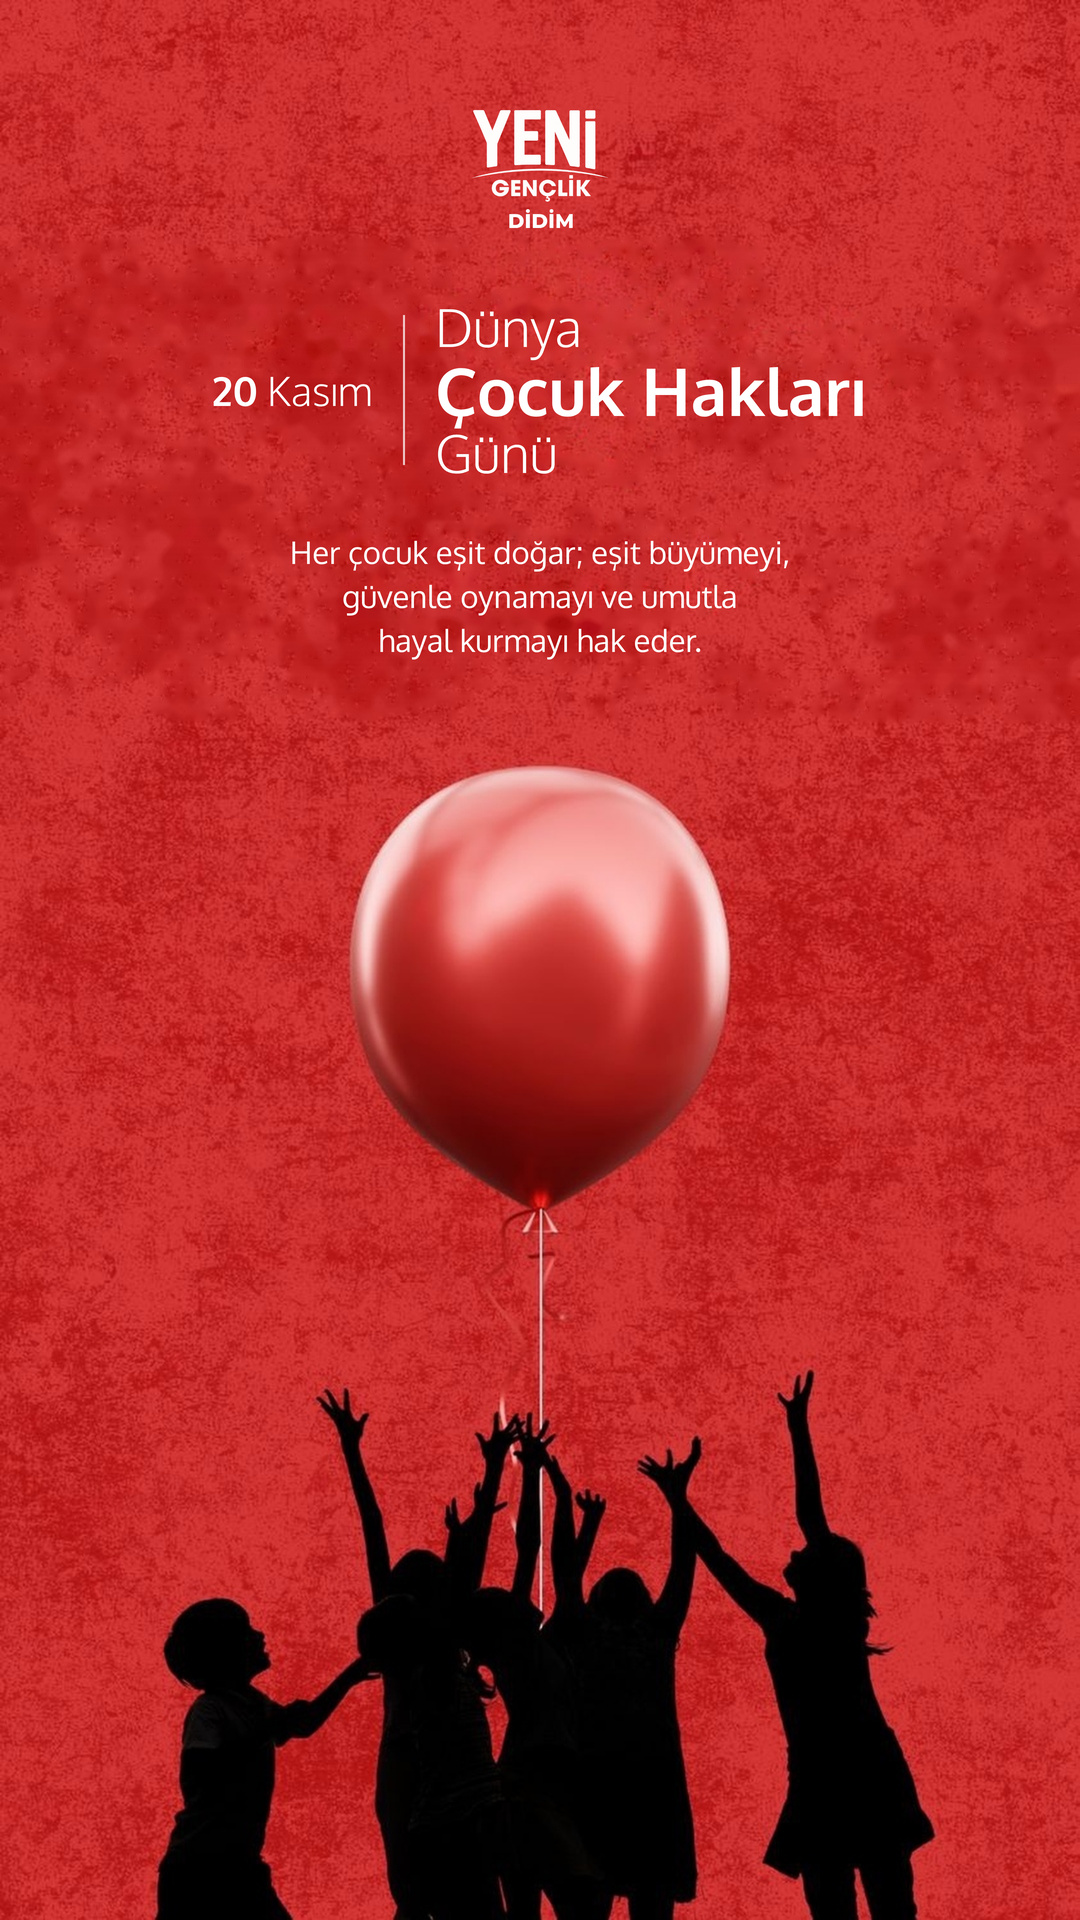 YENİ
GENÇLİK
DİDİM
20 Kasım
Dünya
Çocuk Hakları
Günü
Her çocuk eşit doğar; eşit büyümeyi,
güvenle oynamayı ve umutla
hayal kurmayı hak eder.